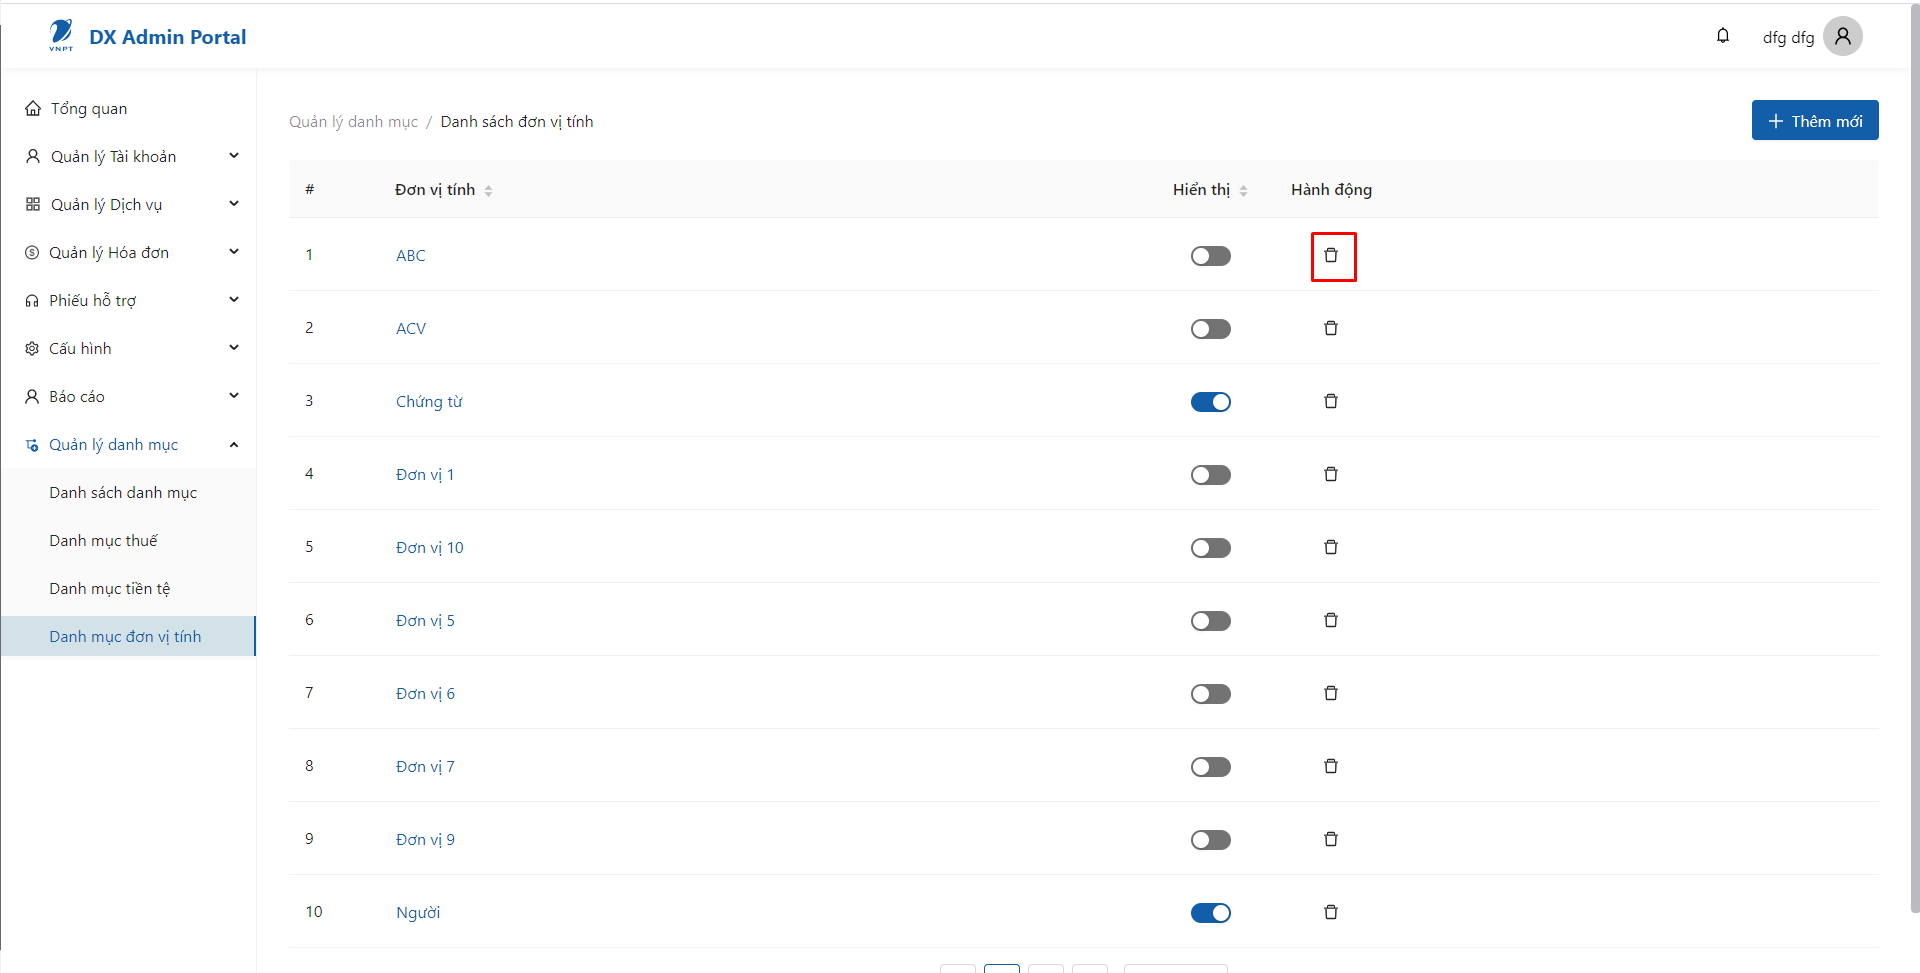 VNPT
DX Admin Portal
dfg dfg
Tổng quan
Quản lý Tài khoản
Quản lý Dịch vụ
Quản lý Hóa đơn
Phiếu hỗ trợ
Cấu hình
Báo cáo
Quản lý danh mục
Danh sách danh mục
Danh mục thuế
Danh mục tiền tệ
Danh mục đơn vị tính
Quản lý danh mục / Danh sách đơn vị tính
Thêm mới
# Đơn vị tính Hiển thị Hành động
1 ABC
2 ACV
3 Chứng từ
4 Đơn vị 1
5 Đơn vị 10
6 Đơn vị 5
7 Đơn vị 6
8 Đơn vị 7
9 Đơn vị 9
10 Người